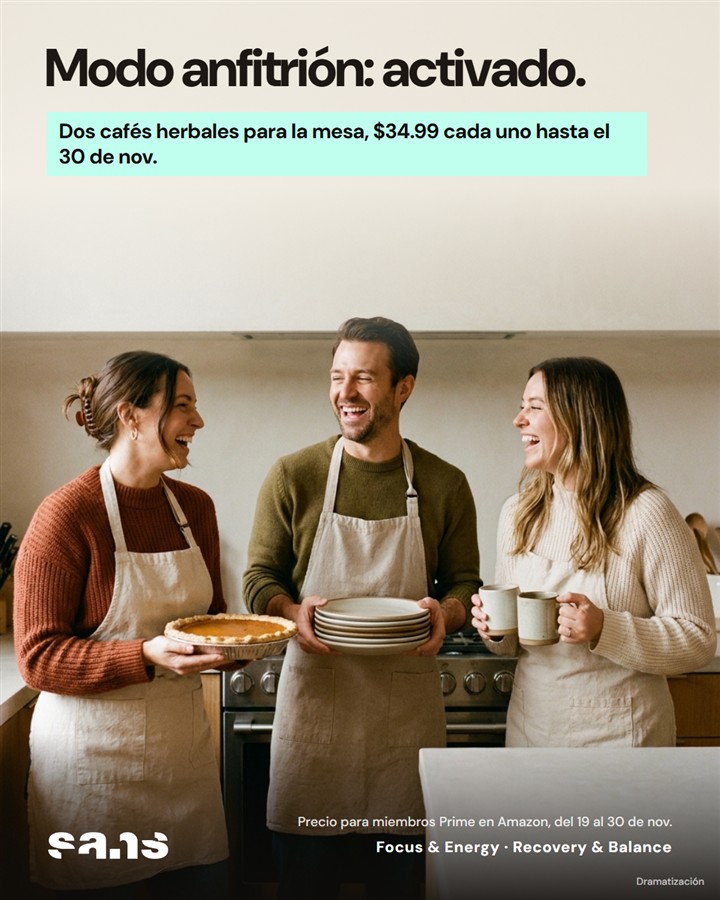 Modo anfitrión: activado.
Dos cafés herbales para la mesa, $34.99 cada uno hasta el
30 de nov.
Precio para miembros Prime en Amazon, del 19 al 30 de nov.
sans
Focus & Energy · Recovery & Balance
Dramatización